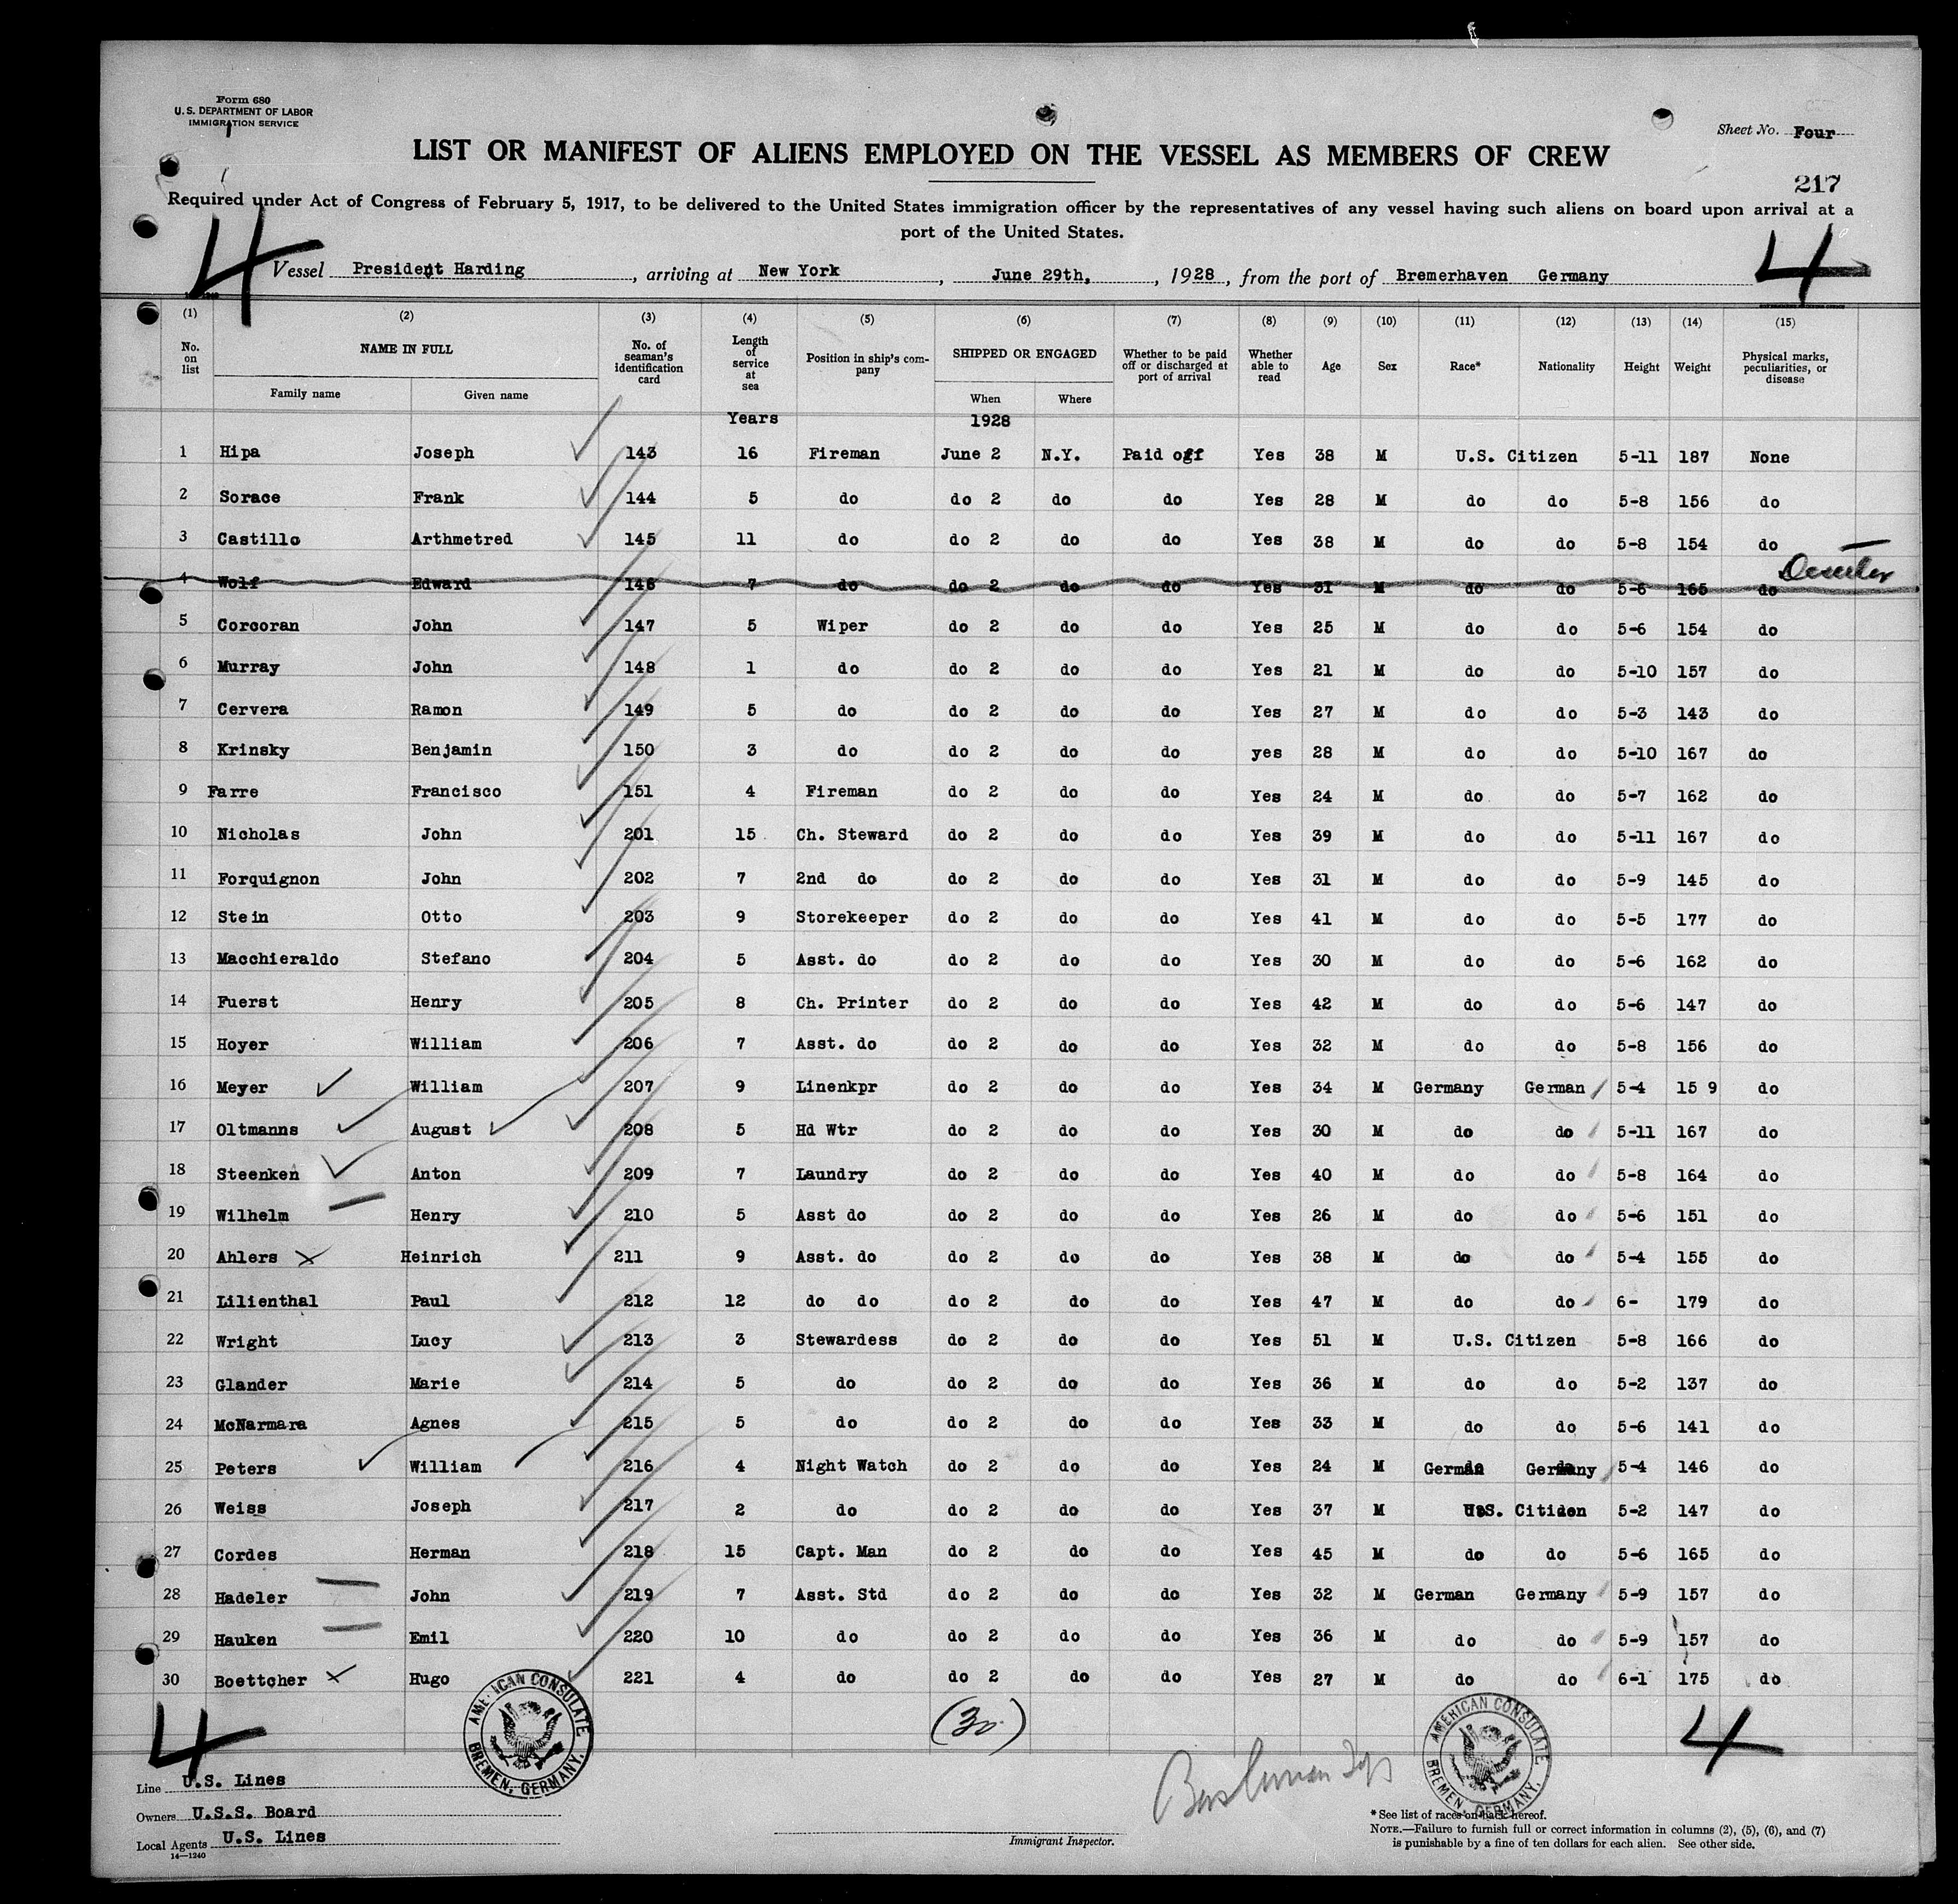 Form 680
U. S. DEPARTMENT OF LABOR
IMMIGRATION SERVICE
Sheet No. Four
LIST OR MANIFEST OF ALIENS EMPLOYED ON THE VESSEL AS MEMBERS OF CREW
217
Required under Act of Congress of February 5, 1917, to be delivered to the United States immigration officer by the representatives of any vessel having such aliens on board upon arrival at a
port of the United States.
4 4
Vessel President Harding, arriving at New York, June 29th, , 1928, from the port of Bremerhaven Germany
(1) (2) (3) (4) (5) (6) (7) (8) (9) (10) (11) (12) (13) (14) (15)
No. on list NAME IN FULL Family name Given name No. of seaman's identification card Length of service at sea Position in ship's company SHIPPED OR ENGAGED When Where Whether to be paid off or discharged at port of arrival Whether able to read Age Sex Race* Nationality Height Weight Physical marks, peculiarities, or disease
Years 1928
1 Hipa Joseph 143 16 Fireman June 2 N.Y. Paid off Yes 38 M U.S. Citizen 5-11 187 None
2 Sorace Frank 144 5 do do 2 do do Yes 28 M do do 5-8 156 do
3 Castillo Arthmetred 145 11 do do 2 do do Yes 38 M do do 5-8 154 do
4 Wolf Edward 146 7 do do 2 do do Yes 31 M do do 5-6 165 do Deserter
5 Corcoran John 147 5 Wiper do 2 do do Yes 25 M do do 5-6 154 do
6 Murray John 148 1 do do 2 do do Yes 21 M do do 5-10 157 do
7 Cervera Ramon 149 5 do do 2 do do Yes 27 M do do 5-3 143 do
8 Krinsky Benjamin 150 3 do do 2 do do yes 28 M do do 5-10 167 do
9 Farre Francisco 151 4 Fireman do 2 do do Yes 24 M do do 5-7 162 do
10 Nicholas John 201 15 Ch. Steward do 2 do do Yes 39 M do do 5-11 167 do
11 Forquignon John 202 7 2nd do do 2 do do Yes 31 M do do 5-9 145 do
12 Stein Otto 203 9 Storekeeper do 2 do do Yes 41 M do do 5-5 177 do
13 Macchieraldo Stefano 204 5 Asst. do do 2 do do Yes 30 M do do 5-6 162 do
14 Fuerst Henry 205 8 Ch. Printer do 2 do do Yes 42 M do do 5-6 147 do
15 Hoyer William 206 7 Asst. do do 2 do do Yes 32 M do do 5-8 156 do
16 Meyer William 207 9 Linenkpr do 2 do do Yes 34 M Germany German 5-4 15 9 do
17 Oltmanns August 208 5 Hd Wtr do 2 do do Yes 30 M do do 5-11 167 do
18 Steenken Anton 209 7 Laundry do 2 do do Yes 40 M do do 5-8 164 do
19 Wilhelm Henry 210 5 Asst do do 2 do do Yes 26 M do do 5-6 151 do
20 Ahlers Heinrich 211 9 Asst. do do 2 do do Yes 38 M do do 5-4 155 do
21 Lilienthal Paul 212 12 do do do 2 do do Yes 47 M do do 6- 179 do
22 Wright Lucy 213 3 Stewardess do 2 do do Yes 51 M U.S. Citizen 5-8 166 do
23 Glander Marie 214 5 do do 2 do do Yes 36 M do do 5-2 137 do
24 McNarmara Agnes 215 5 do do 2 do do Yes 33 M do do 5-6 141 do
25 Peters William 216 4 Night Watch do 2 do do Yes 24 M German Germany 5-4 146 do
26 Weiss Joseph 217 2 do do 2 do do Yes 37 M U.S. Citizen 5-2 147 do
27 Cordes Herman 218 15 Capt. Man do 2 do do Yes 45 M do do 5-6 165 do
28 Hadeler John 219 7 Asst. Std do 2 do do Yes 32 M German Germany 5-9 157 do
29 Hauken Emil 220 10 do do 2 do do Yes 36 M do do 5-9 157 do
30 Boettcher Hugo 221 4 do do 2 do do Yes 27 M do do 6-1 175 do
4 (30) 4
AMERICAN CONSULATE BREMEN, GERMANY.
AMERICAN CONSULATE BREMEN, GERMANY.
Line U.S. Lines
Owners U.S.S. Board
Local Agents U.S. Lines
14—1240
Immigrant Inspector.
* See list of races on back hereof.
NOTE.—Failure to furnish full or correct information in columns (2), (5), (6), and (7)
is punishable by a fine of ten dollars for each alien. See other side.